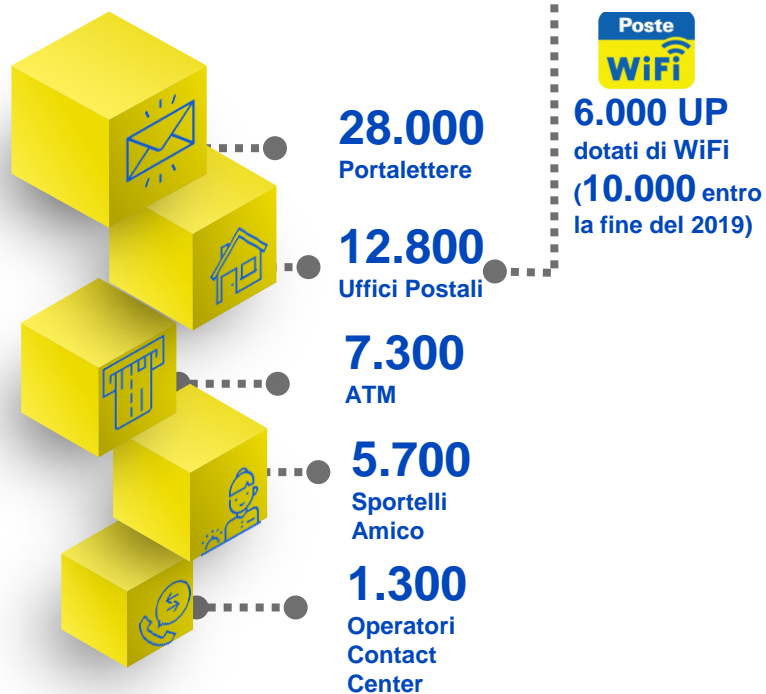 28.000
Portalettere
12.800
Uffici Postali
7.300
ATM
5.700
Sportelli
Amico
1.300
Operatori
Contact
Center
Poste
WiFi
6.000 UP
dotati di WiFi
(10.000 entro
la fine del 2019)